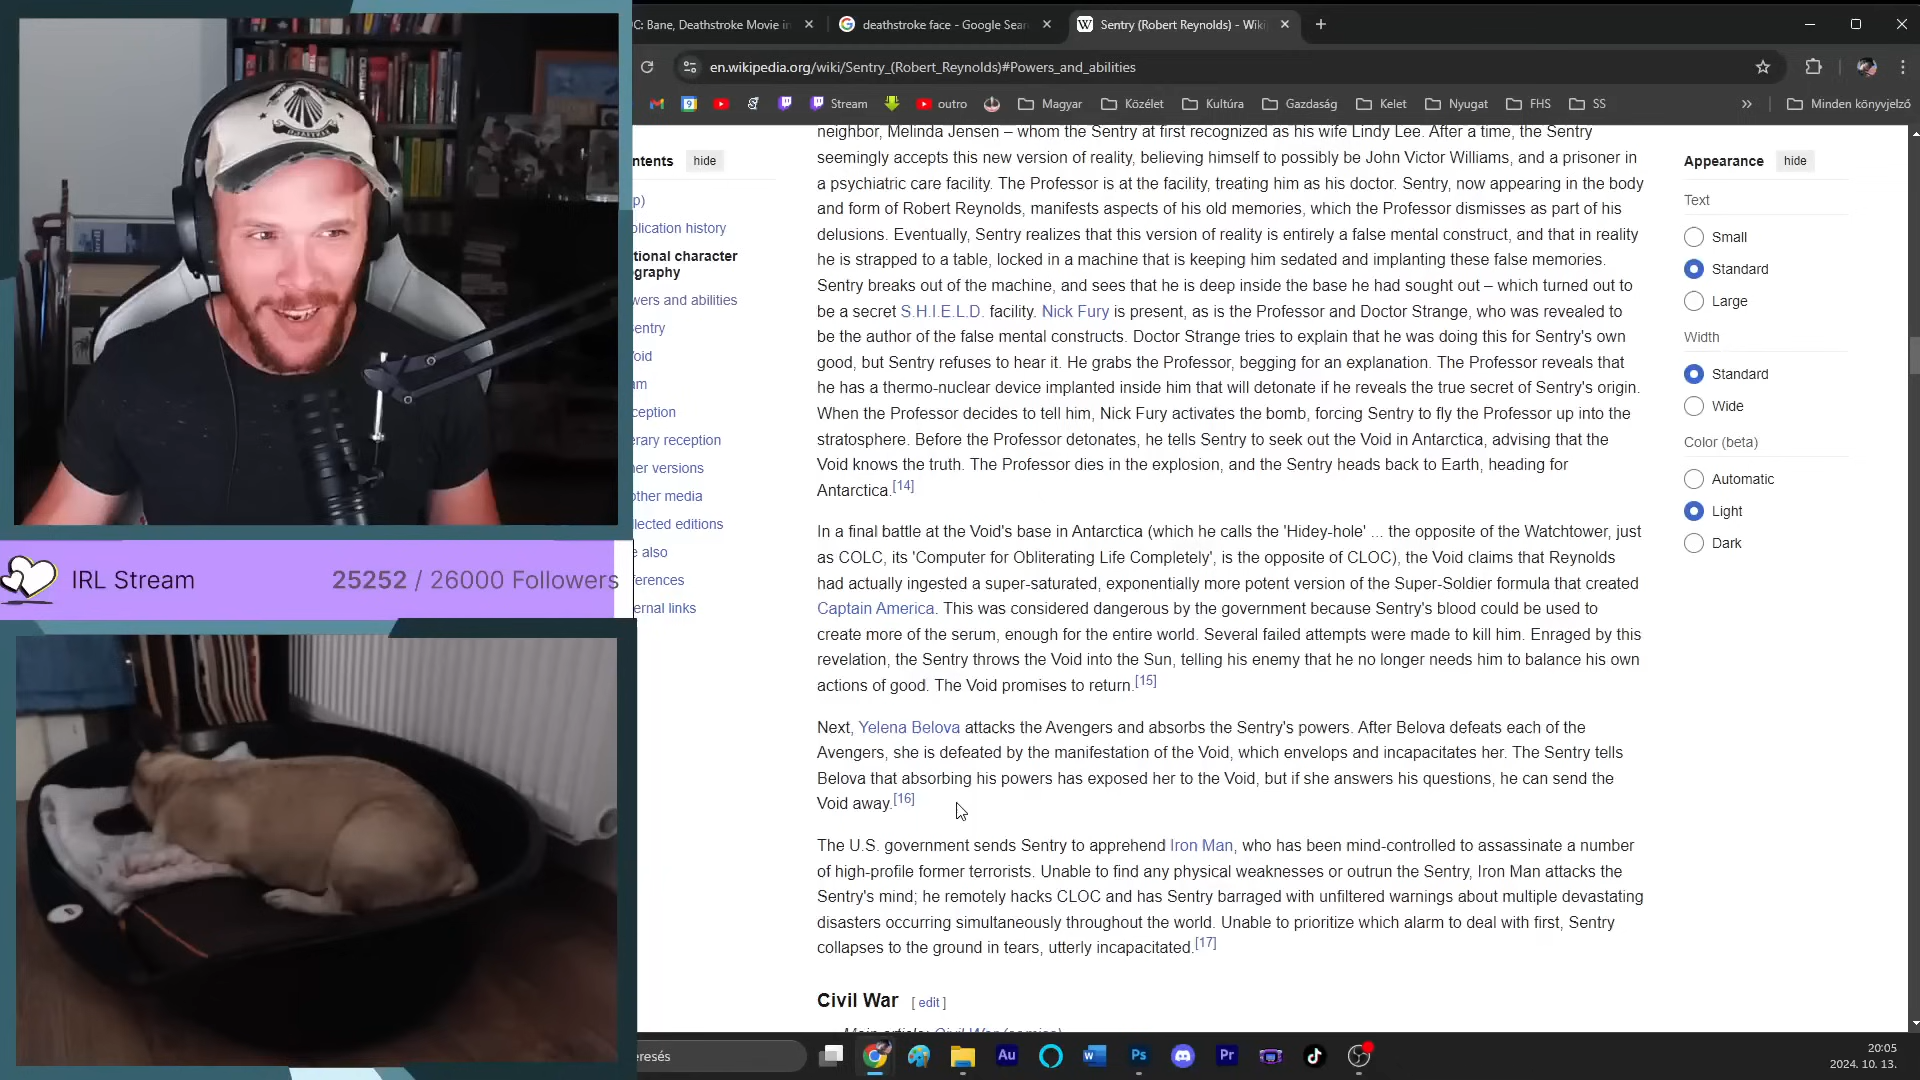 C: Bane, Deathstroke Movie in
deathstroke face - Google Sear
Sentry (Robert Reynolds) - Wiki
en.wikipedia.org/wiki/Sentry_(Robert_Reynolds)#Powers_and_abilities
Stream
outro
Magyar
Közélet
Kultúra
Gazdaság
Kelet
Nyugat
FHS
SS
»
Minden könyvjelző
ntents
hide
p)
plication history
tional character
ography
wers and abilities
Sentry
Void
am
ception
erary reception
her versions
other media
llected editions
e also
ferences
ternal links
neighbor, Melinda Jensen – whom the Sentry at first recognized as his wife Lindy Lee. After a time, the Sentry
seemingly accepts this new version of reality, believing himself to possibly be John Victor Williams, and a prisoner in
a psychiatric care facility. The Professor is at the facility, treating him as his doctor. Sentry, now appearing in the body
and form of Robert Reynolds, manifests aspects of his old memories, which the Professor dismisses as part of his
delusions. Eventually, Sentry realizes that this version of reality is entirely a false mental construct, and that in reality
he is strapped to a table, locked in a machine that is keeping him sedated and implanting these false memories.
Sentry breaks out of the machine, and sees that he is deep inside the base he had sought out – which turned out to
be a secret S.H.I.E.L.D. facility. Nick Fury is present, as is the Professor and Doctor Strange, who was revealed to
be the author of the false mental constructs. Doctor Strange tries to explain that he was doing this for Sentry's own
good, but Sentry refuses to hear it. He grabs the Professor, begging for an explanation. The Professor reveals that
he has a thermo-nuclear device implanted inside him that will detonate if he reveals the true secret of Sentry's origin.
When the Professor decides to tell him, Nick Fury activates the bomb, forcing Sentry to fly the Professor up into the
stratosphere. Before the Professor detonates, he tells Sentry to seek out the Void in Antarctica, advising that the
Void knows the truth. The Professor dies in the explosion, and the Sentry heads back to Earth, heading for
Antarctica.[14]
In a final battle at the Void's base in Antarctica (which he calls the 'Hidey-hole' ... the opposite of the Watchtower, just
as COLC, its 'Computer for Obliterating Life Completely', is the opposite of CLOC), the Void claims that Reynolds
had actually ingested a super-saturated, exponentially more potent version of the Super-Soldier formula that created
Captain America. This was considered dangerous by the government because Sentry's blood could be used to
create more of the serum, enough for the entire world. Several failed attempts were made to kill him. Enraged by this
revelation, the Sentry throws the Void into the Sun, telling his enemy that he no longer needs him to balance his own
actions of good. The Void promises to return.[15]
Next, Yelena Belova attacks the Avengers and absorbs the Sentry's powers. After Belova defeats each of the
Avengers, she is defeated by the manifestation of the Void, which envelops and incapacitates her. The Sentry tells
Belova that absorbing his powers has exposed her to the Void, but if she answers his questions, he can send the
Void away.[16]
The U.S. government sends Sentry to apprehend Iron Man, who has been mind-controlled to assassinate a number
of high-profile former terrorists. Unable to find any physical weaknesses or outrun the Sentry, Iron Man attacks the
Sentry's mind; he remotely hacks CLOC and has Sentry barraged with unfiltered warnings about multiple devastating
disasters occurring simultaneously throughout the world. Unable to prioritize which alarm to deal with first, Sentry
collapses to the ground in tears, utterly incapacitated.[17]
Civil War [ edit ]
Main article: Civil War (comics)
Appearance
hide
Text
Small
Standard
Large
Width
Standard
Wide
Color (beta)
Automatic
Light
Dark
IRL Stream
25252 / 26000 Followers
eresés
Au
Ps
Pr
20:05
2024. 10. 13.